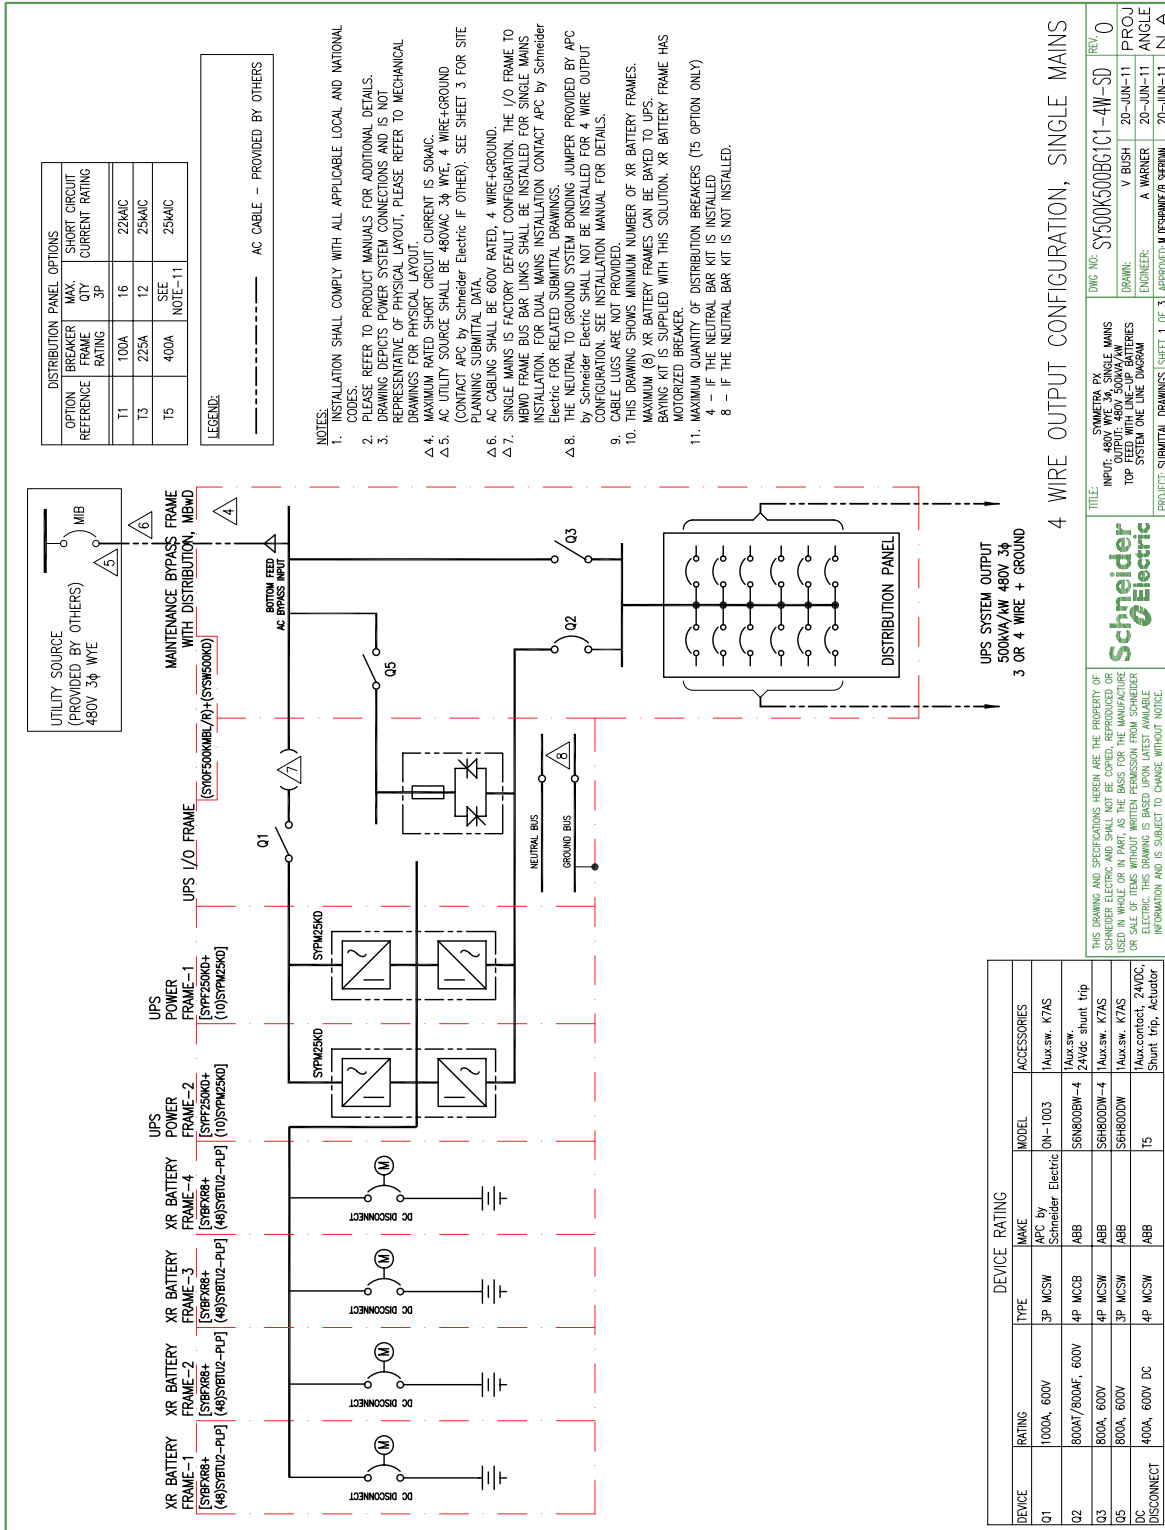 UTILITY SOURCE
(PROVIDED BY OTHERS)
480V 3ϕ WYE
MIB
5
6
4
MAINTENANCE BYPASS FRAME
WITH DISTRIBUTION, MBwD
(SYIOF500KMBL/R)+(SYSW500KD)
UPS I/O FRAME
UPS
POWER
FRAME-1
[SYPF250KD+
(10)SYPM25KD]
UPS
POWER
FRAME-2
[SYPF250KD+
(10)SYPM25KD]
XR BATTERY
FRAME-4
[SYBFXR8+
(48)SYBTU2-PLP]
XR BATTERY
FRAME-3
[SYBFXR8+
(48)SYBTU2-PLP]
XR BATTERY
FRAME-2
[SYBFXR8+
(48)SYBTU2-PLP]
XR BATTERY
FRAME-1
[SYBFXR8+
(48)SYBTU2-PLP]
BOTTOM FEED
AC BYPASS INPUT
Q1
7
Q5
Q2
Q3
SYPM25KD
SYPM25KD
M
DC DISCONNECT
M
DC DISCONNECT
M
DC DISCONNECT
M
DC DISCONNECT
NEUTRAL BUS
8
GROUND BUS
DISTRIBUTION PANEL
UPS SYSTEM OUTPUT
500kVA/kW 480V 3ϕ
3 OR 4 WIRE + GROUND
DISTRIBUTION PANEL OPTIONS
OPTION REFERENCE BREAKER FRAME RATING MAX. QTY 3P SHORT CIRCUIT CURRENT RATING
T1 100A 16 22kAIC
T3 225A 12 25kAIC
T5 400A SEE NOTE-11 25kAIC
LEGEND:
AC CABLE - PROVIDED BY OTHERS
NOTES:
1. INSTALLATION SHALL COMPLY WITH ALL APPLICABLE LOCAL AND NATIONAL
CODES.
2. PLEASE REFER TO PRODUCT MANUALS FOR ADDITIONAL DETAILS.
3. DRAWING DEPICTS POWER SYSTEM CONNECTIONS AND IS NOT
REPRESENTATIVE OF PHYSICAL LAYOUT, PLEASE REFER TO MECHANICAL
DRAWINGS FOR PHYSICAL LAYOUT.
△4. MAXIMUM RATED SHORT CIRCUIT CURRENT IS 50kAIC.
△5. AC UTILITY SOURCE SHALL BE 480VAC 3ϕ WYE, 4 WIRE+GROUND
(CONTACT APC by Schneider Electric IF OTHER). SEE SHEET 3 FOR SITE
PLANNING SUBMITTAL DATA.
△6. AC CABLING SHALL BE 600V RATED, 4 WIRE+GROUND.
△7. SINGLE MAINS IS FACTORY DEFAULT CONFIGURATION. THE I/O FRAME TO
MBWD FRAME BUS BAR LINKS SHALL BE INSTALLED FOR SINGLE MAINS
INSTALLATION. FOR DUAL MAINS INSTALLATION CONTACT APC by Schneider
Electric FOR RELATED SUBMITTAL DRAWINGS.
△8. THE NEUTRAL TO GROUND SYSTEM BONDING JUMPER PROVIDED BY APC
by Schneider Electric SHALL NOT BE INSTALLED FOR 4 WIRE OUTPUT
CONFIGURATION. SEE INSTALLATION MANUAL FOR DETAILS.
9. CABLE LUGS ARE NOT PROVIDED.
10. THIS DRAWING SHOWS MINIMUM NUMBER OF XR BATTERY FRAMES.
MAXIMUM (8) XR BATTERY FRAMES CAN BE BAYED TO UPS.
BAYING KIT IS SUPPLIED WITH THIS SOLUTION. XR BATTERY FRAME HAS
MOTORIZED BREAKER.
11. MAXIMUM QUANTITY OF DISTRIBUTION BREAKERS (T5 OPTION ONLY)
4 - IF THE NEUTRAL BAR KIT IS INSTALLED
8 - IF THE NEUTRAL BAR KIT IS NOT INSTALLED.
4 WIRE OUTPUT CONFIGURATION, SINGLE MAINS
DEVICE RATING
DEVICE RATING TYPE MAKE MODEL ACCESSORIES
Q1 1000A, 600V 3P MCSW APC by Schneider Electric ON-1003 1Aux.sw. K7AS
Q2 800AT/800AF, 600V 4P MCCB ABB S6N800BW-4 1Aux.sw. 24Vdc shunt trip
Q3 800A, 600V 4P MCSW ABB S6H800DW-4 1Aux.sw. K7AS
Q5 800A, 600V 3P MCSW ABB S6H800DW 1Aux.sw. K7AS
DC DISCONNECT 400A, 600V DC 4P MCSW ABB T5 1Aux.contact, 24VDC, Shunt trip, Actuator
THIS DRAWING AND SPECIFICATIONS HEREIN ARE THE PROPERTY OF
SCHNEIDER ELECTRIC AND SHALL NOT BE COPIED, REPRODUCED OR
USED IN WHOLE OR IN PART, AS THE BASIS FOR THE MANUFACTURE
OR SALE OF ITEMS WITHOUT WRITTEN PERMISSION FROM SCHNEIDER
ELECTRIC. THIS DRAWING IS BASED UPON LATEST AVAILABLE
INFORMATION AND IS SUBJECT TO CHANGE WITHOUT NOTICE.
Schneider
Electric
TITLE: SYMMETRA PX
INPUT: 480V WYE 3ϕ, SINGLE MAINS
OUTPUT: 480V, 500kVA/kW
TOP FEED WITH LINE-UP BATTERIES
SYSTEM ONE LINE DIAGRAM
PROJECT: SUBMITTAL DRAWINGS SHEET 1 OF 3
DWG NO: SY500K500BG1C1-4W-SD REV. 0
DRAWN: V BUSH 20-JUN-11 PROJ
ENGINEER: A WARNER 20-JUN-11 ANGLE
APPROVED: 20-JUN-11